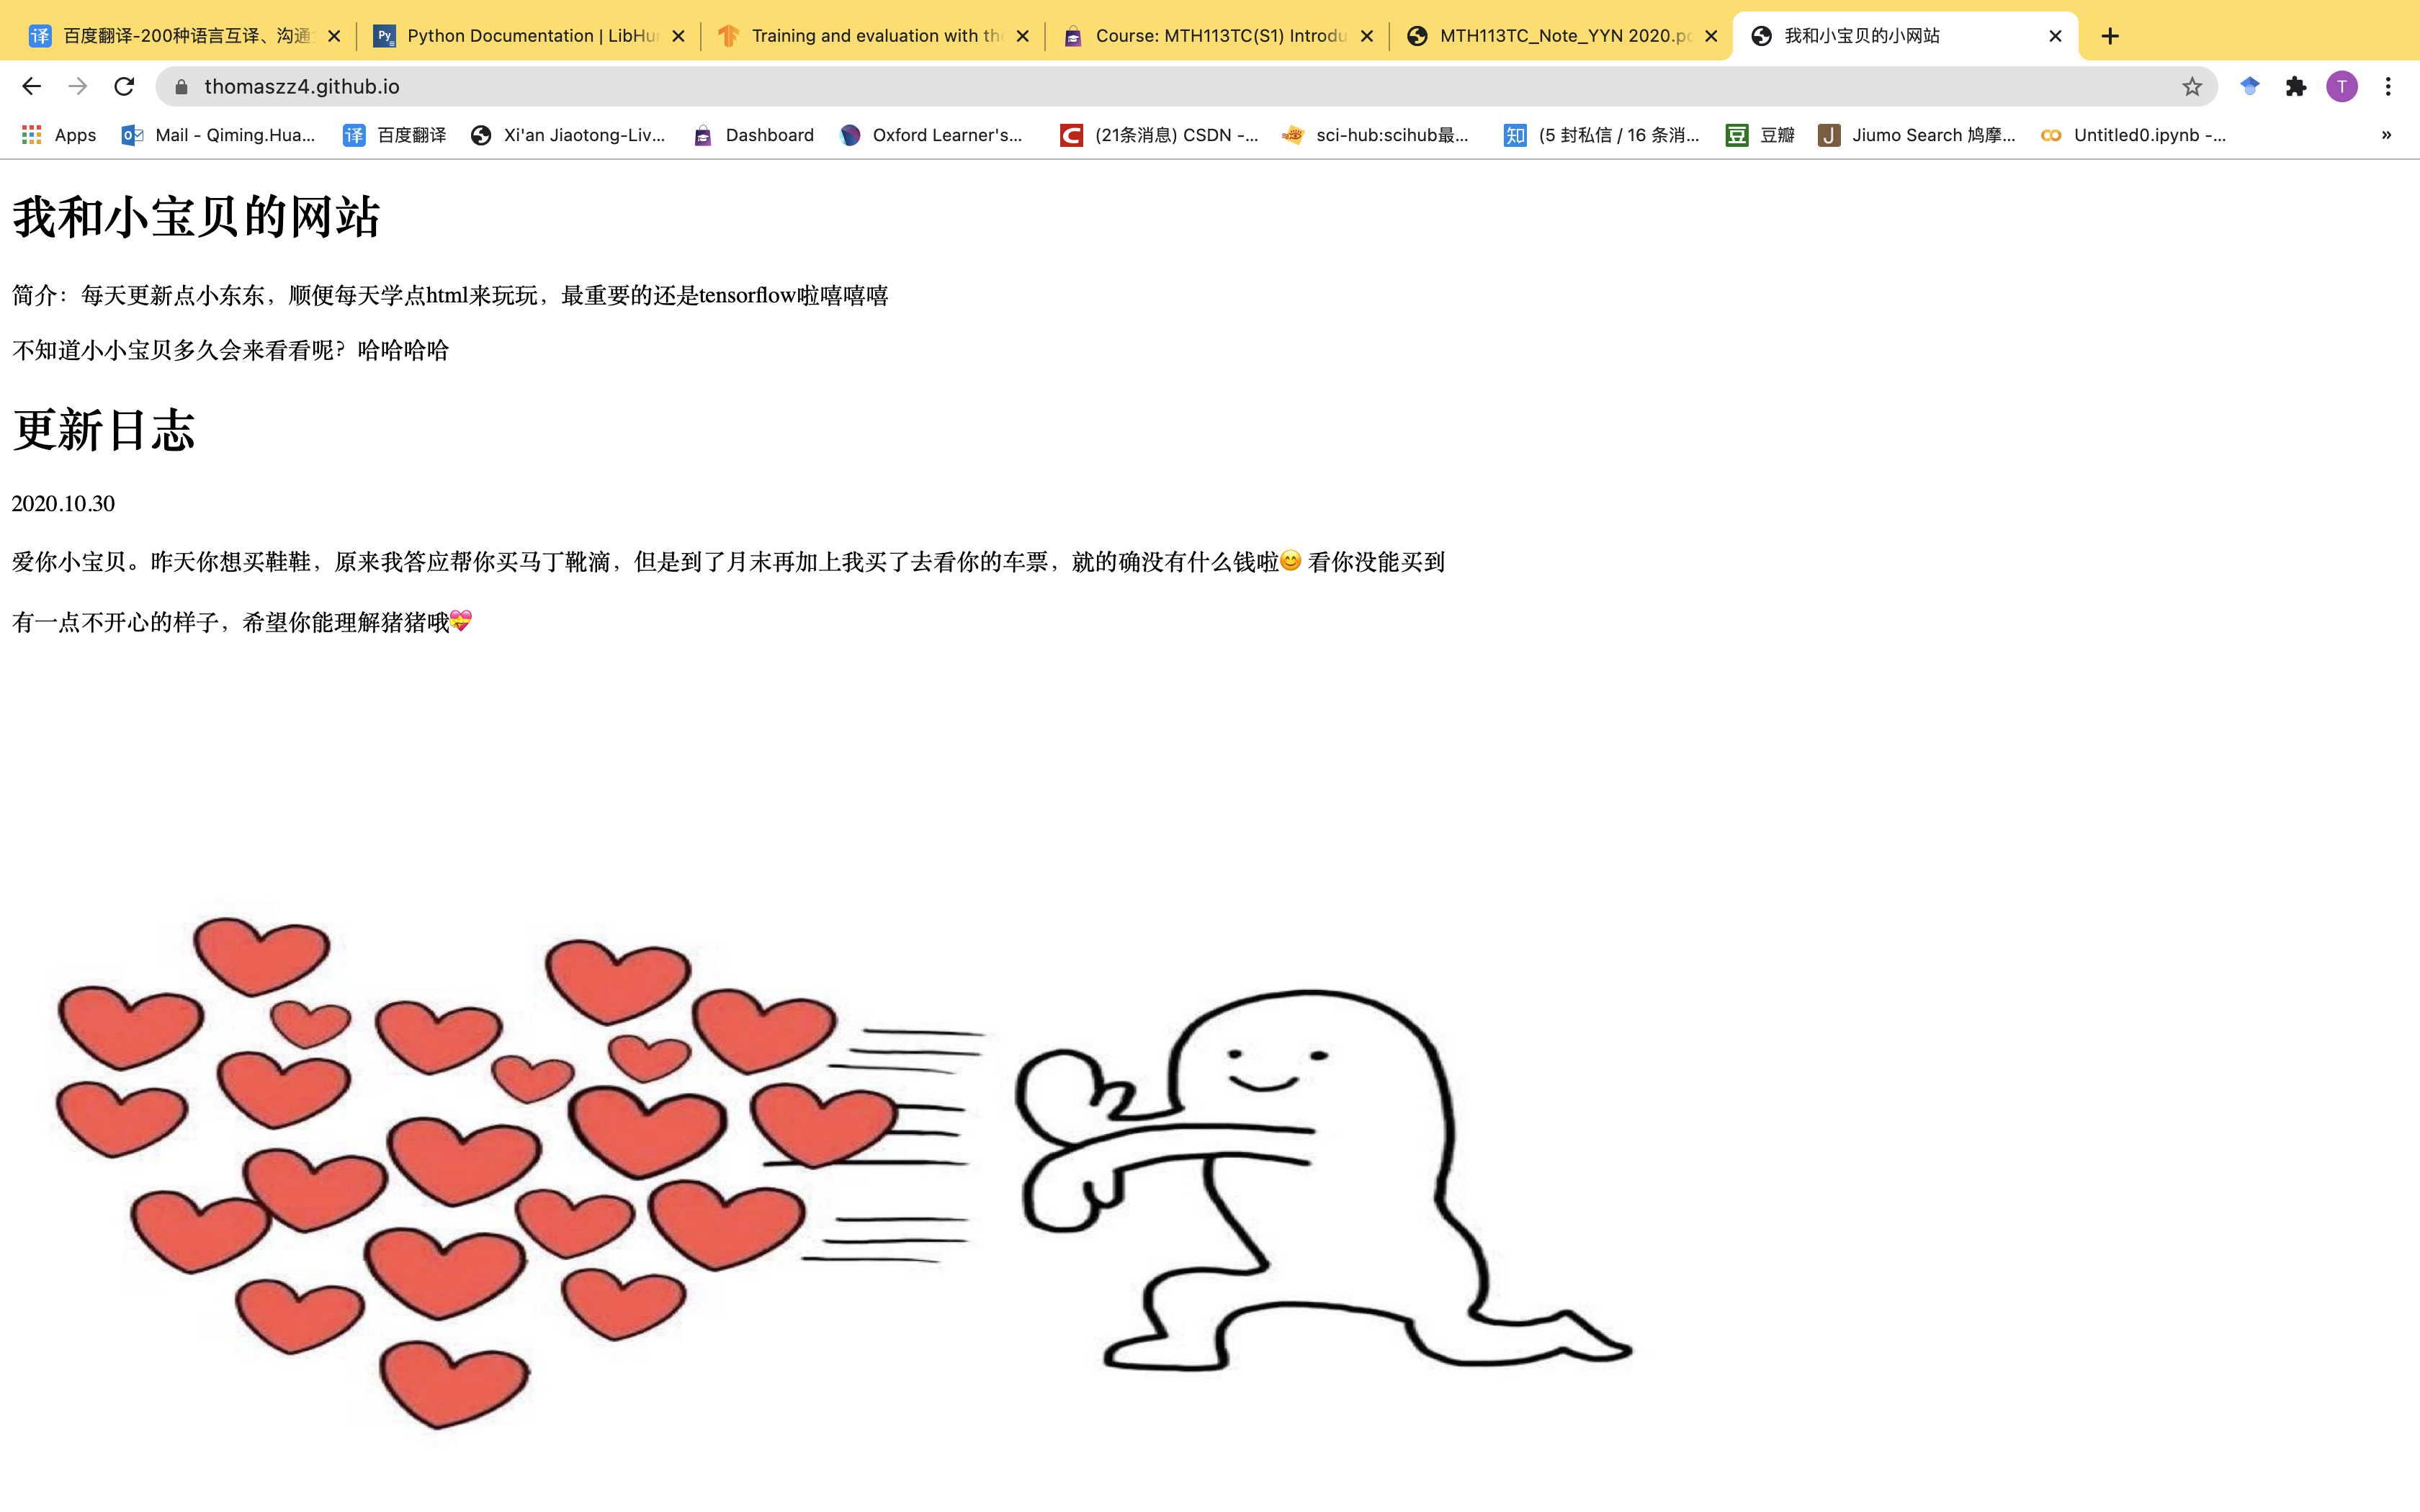 百度翻译-200种语言互译、沟通
Python Documentation | LibHu
Training and evaluation with the
Course: MTH113TC(S1) Introdu
MTH113TC_Note_YYN 2020.pd
我和小宝贝的小网站
thomaszz4.github.io
T
Apps
Mail - Qiming.Hua...
百度翻译
Xi'an Jiaotong-Liv...
Dashboard
Oxford Learner's...
(21条消息) CSDN -...
sci-hub:scihub最...
(5 封私信 / 16 条消...
豆瓣
Jiumo Search 鸠摩...
Untitled0.ipynb -...
»
我和小宝贝的网站
简介：每天更新点小东东，顺便每天学点html来玩玩，最重要的还是tensorflow啦嘻嘻嘻
不知道小小宝贝多久会来看看呢？哈哈哈哈
更新日志
2020.10.30
爱你小宝贝。昨天你想买鞋鞋，原来我答应帮你买马丁靴滴，但是到了月末再加上我买了去看你的车票，就的确没有什么钱啦😊 看你没能买到
有一点不开心的样子，希望你能理解猪猪哦💝